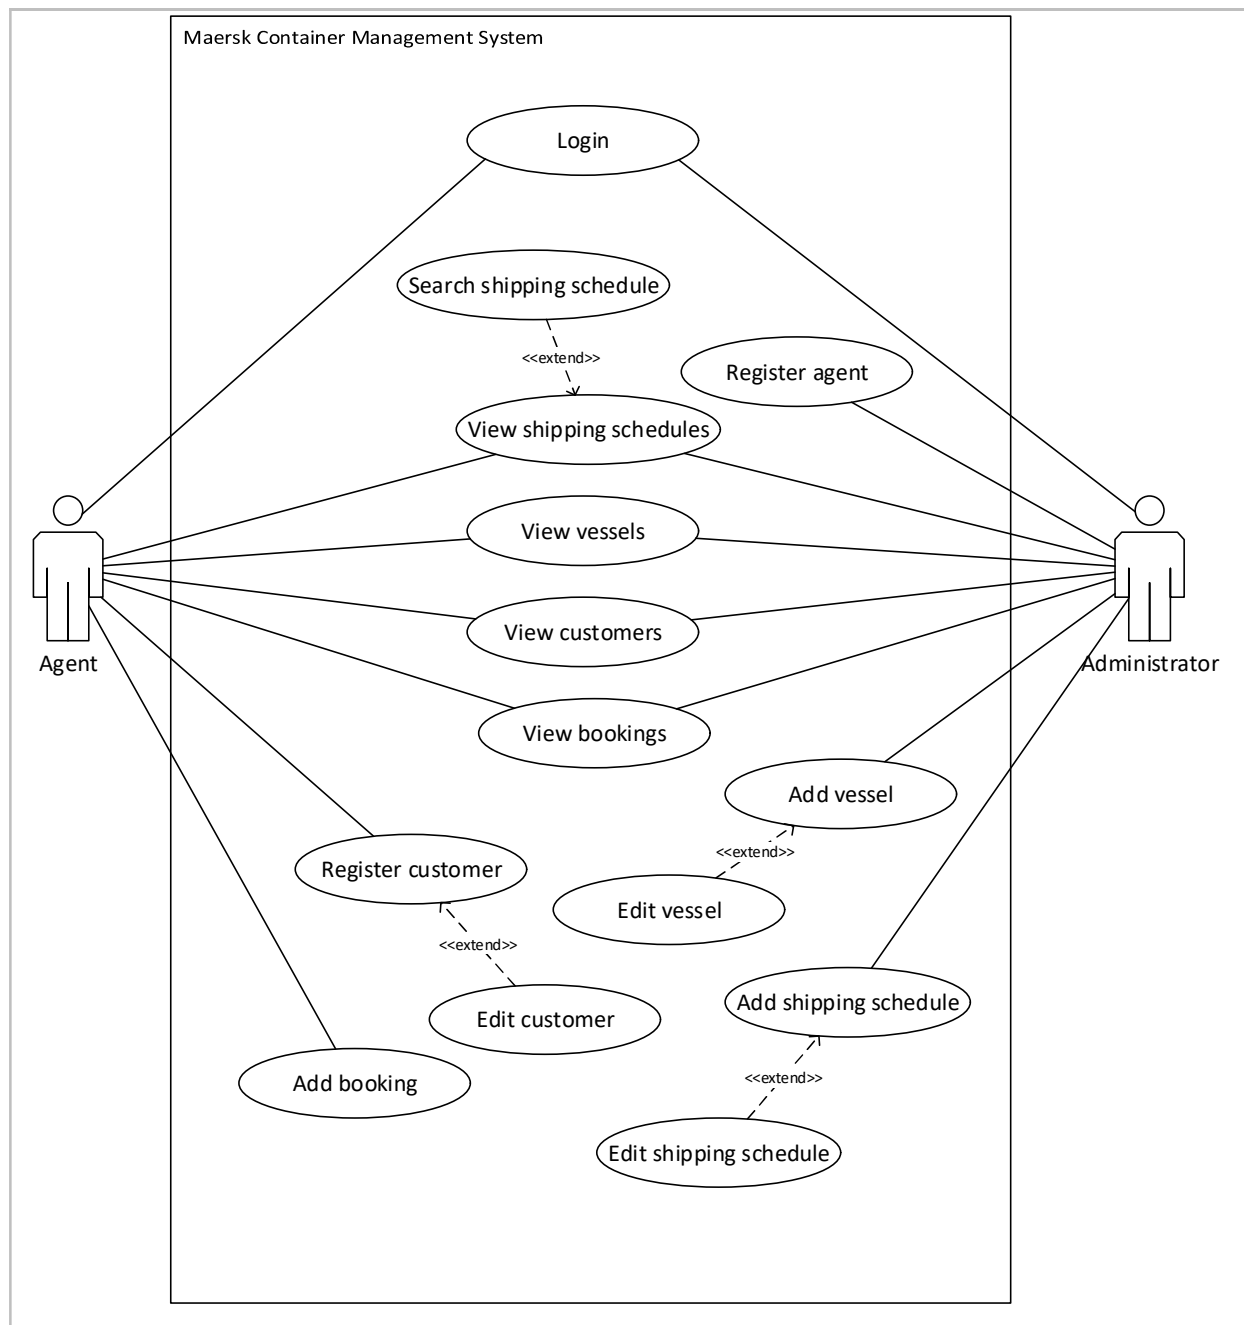 Maersk Container Management System
Login
Search shipping schedule
<<extend>>
Register agent
View shipping schedules
View vessels
View customers
Agent
Administrator
View bookings
Add vessel
<<extend>>
Register customer
Edit vessel
<<extend>>
Add shipping schedule
Edit customer
<<extend>>
Add booking
Edit shipping schedule